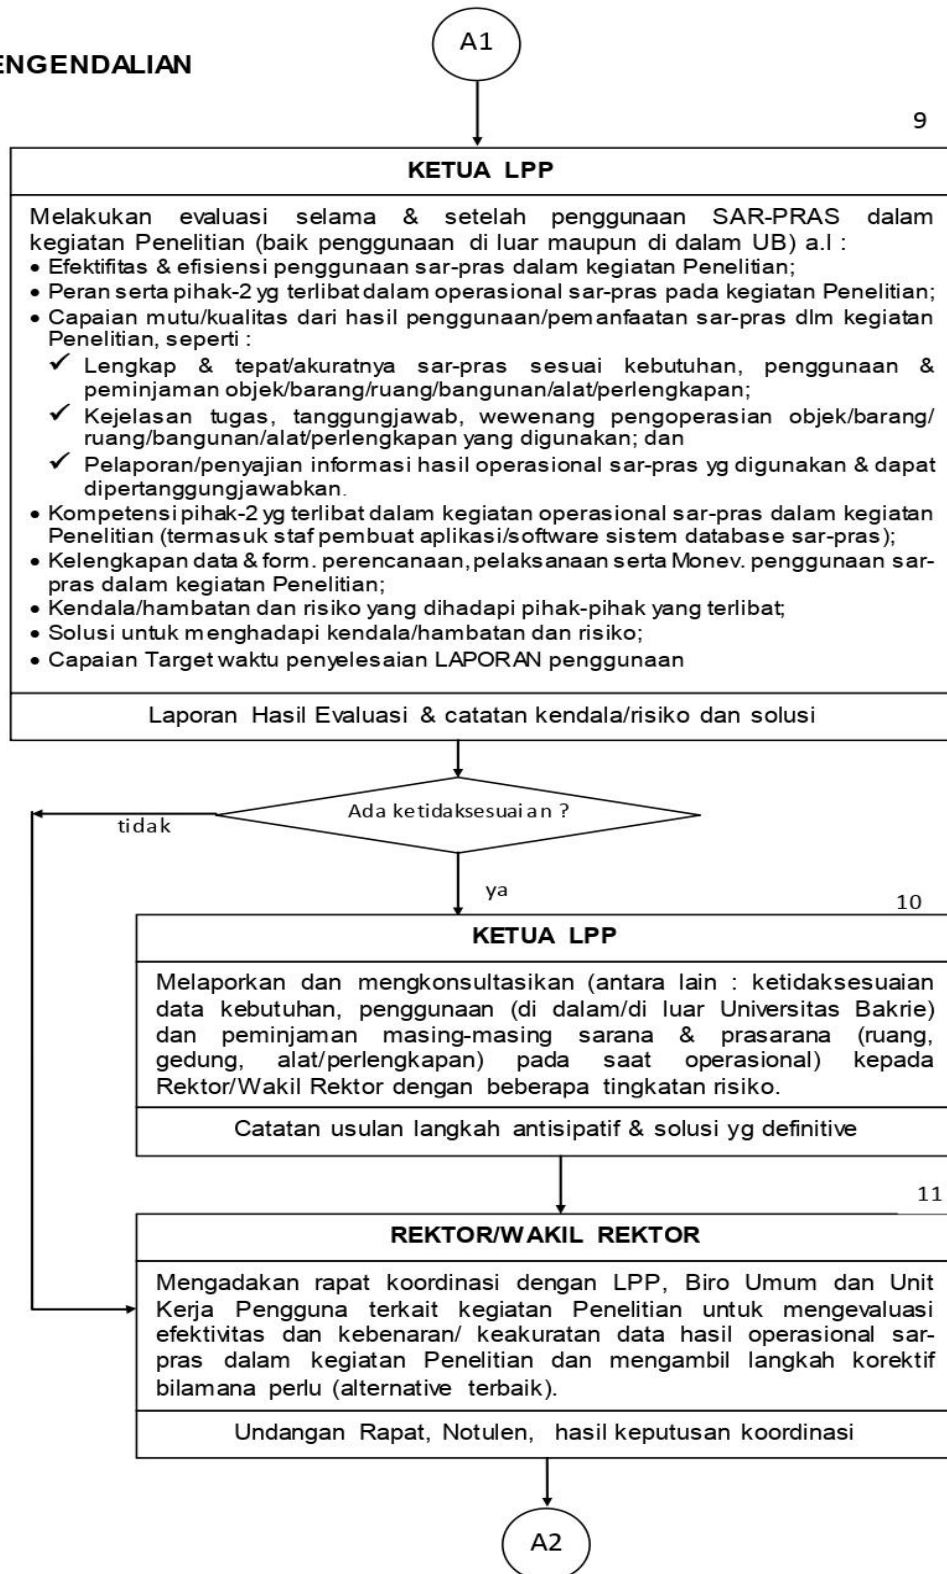 A1
ENGENDALIAN
9
KETUA LPP
Melakukan evaluasi selama & setelah penggunaan SAR-PRAS dalam
kegiatan Penelitian (baik penggunaan di luar maupun di dalam UB) a.l :
• Efektifitas & efisiensi penggunaan sar-pras dalam kegiatan Penelitian;
• Peran serta pihak-2 yg terlibat dalam operasional sar-pras pada kegiatan Penelitian;
• Capaian mutu/kualitas dari hasil penggunaan/pemanfaatan sar-pras dlm kegiatan
Penelitian, seperti :
✓ Lengkap & tepat/akuratnya sar-pras sesuai kebutuhan, penggunaan &
peminjaman objek/barang/ruang/bangunan/alat/perlengkapan;
✓ Kejelasan tugas, tanggungjawab, wewenang pengoperasian objek/barang/
ruang/bangunan/alat/perlengkapan yang digunakan; dan
✓ Pelaporan/penyajian informasi hasil operasional sar-pras yg digunakan & dapat
dipertanggungjawabkan.
• Kompetensi pihak-2 yg terlibat dalam kegiatan operasional sar-pras dalam kegiatan
Penelitian (termasuk staf pembuat aplikasi/software sistem database sar-pras);
• Kelengkapan data & form. perencanaan, pelaksanaan serta Monev. penggunaan sar-
pras dalam kegiatan Penelitian;
• Kendala/hambatan dan risiko yang dihadapi pihak-pihak yang terlibat;
• Solusi untuk menghadapi kendala/hambatan dan risiko;
• Capaian Target waktu penyelesaian LAPORAN penggunaan
Laporan Hasil Evaluasi & catatan kendala/risiko dan solusi
Ada ketidaksesuaian ?
tidak
ya
10
KETUA LPP
Melaporkan dan mengkonsultasikan (antara lain : ketidaksesuaian
data kebutuhan, penggunaan (di dalam/di luar Universitas Bakrie)
dan peminjaman masing-masing sarana & prasarana (ruang,
gedung, alat/perlengkapan) pada saat operasional) kepada
Rektor/Wakil Rektor dengan beberapa tingkatan risiko.
Catatan usulan langkah antisipatif & solusi yg definitive
11
REKTOR/WAKIL REKTOR
Mengadakan rapat koordinasi dengan LPP, Biro Umum dan Unit
Kerja Pengguna terkait kegiatan Penelitian untuk mengevaluasi
efektivitas dan kebenaran/ keakuratan data hasil operasional sar-
pras dalam kegiatan Penelitian dan mengambil langkah korektif
bilamana perlu (alternative terbaik).
Undangan Rapat, Notulen, hasil keputusan koordinasi
A2